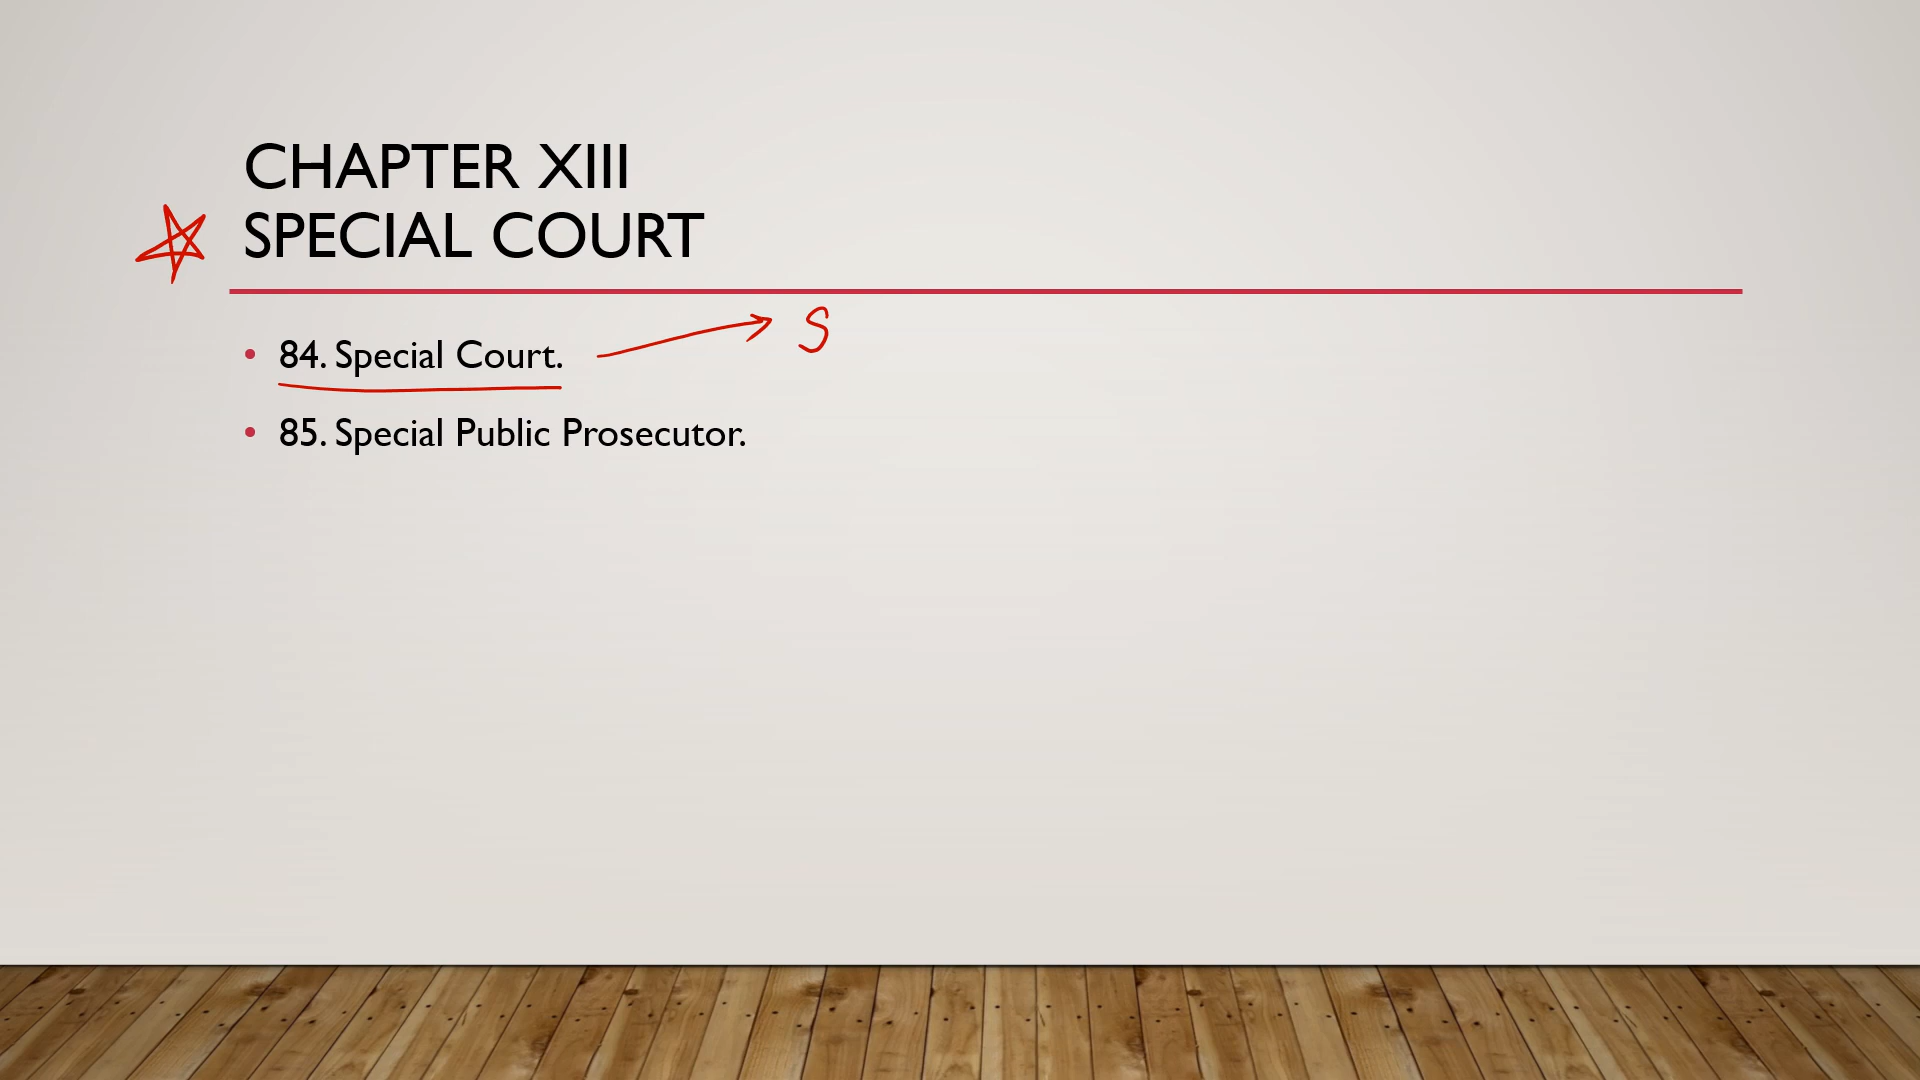 CHAPTER XIII
SPECIAL COURT
84. Special Court. → S
85. Special Public Prosecutor.